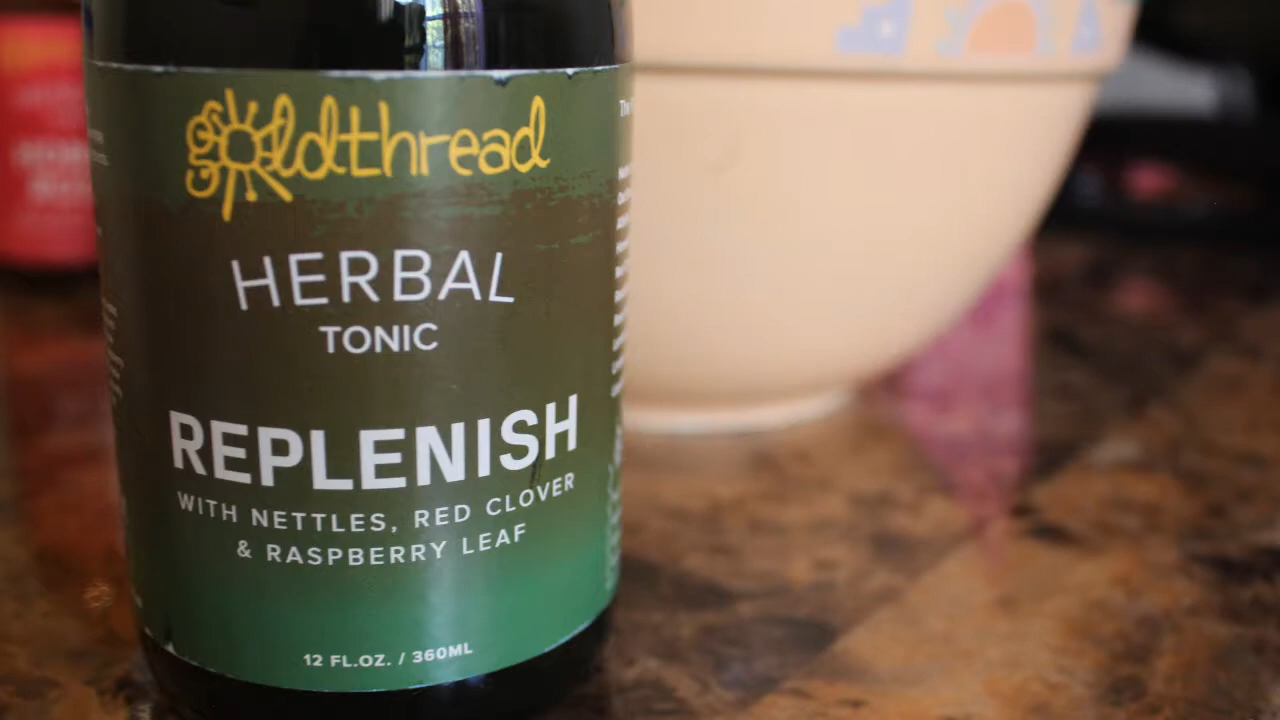 goldthread
HERBAL
TONIC
REPLENISH
WITH NETTLES, RED CLOVER
& RASPBERRY LEAF
12 FL.OZ. / 360ML